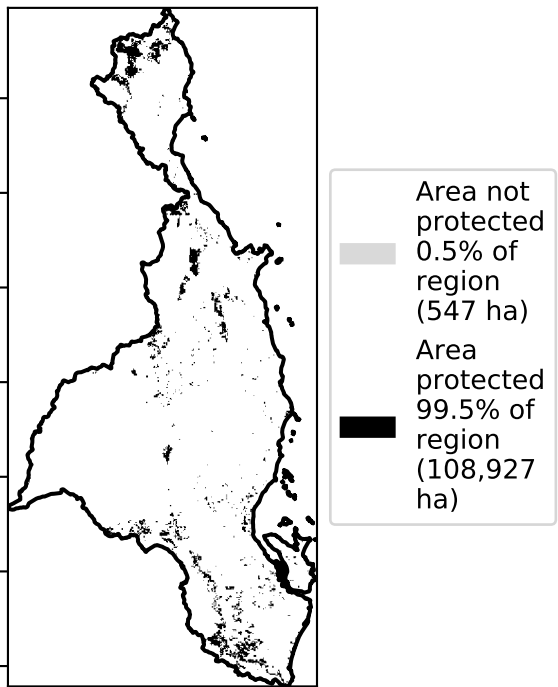 Area not
protected
0.5% of
region
(547 ha)
Area
protected
99.5% of
region
(108,927
ha)